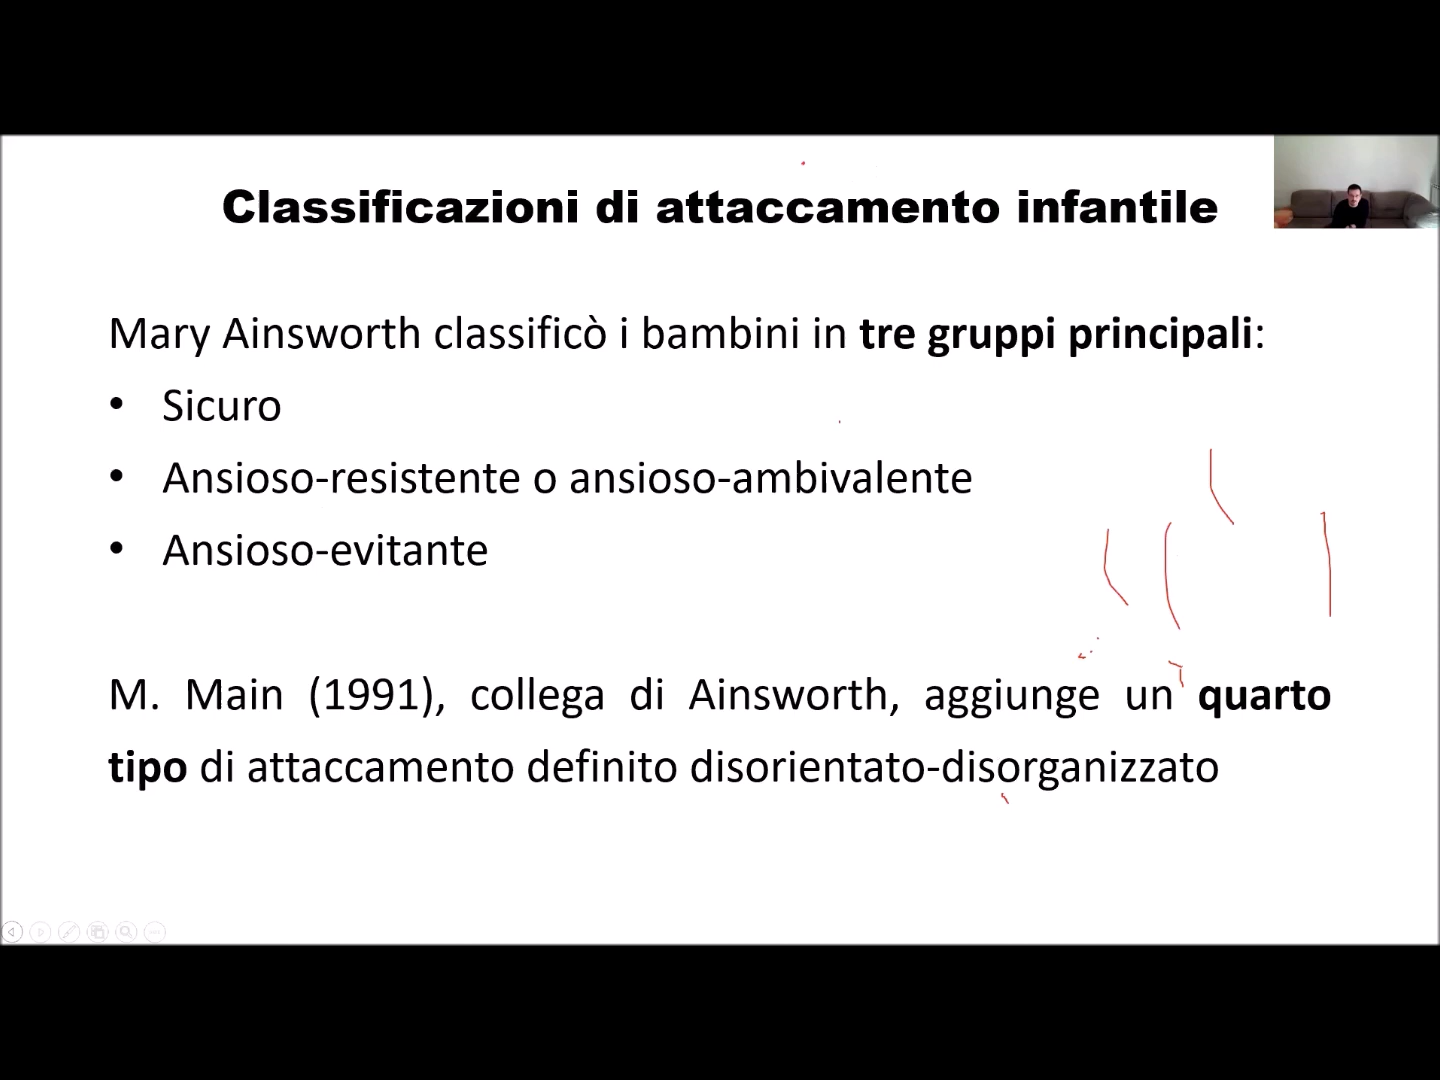 Classificazioni di attaccamento infantile
Mary Ainsworth classificò i bambini in tre gruppi principali:
• Sicuro
• Ansioso-resistente o ansioso-ambivalente
• Ansioso-evitante
M. Main (1991), collega di Ainsworth, aggiunge un quarto
tipo di attaccamento definito disorientato-disorganizzato